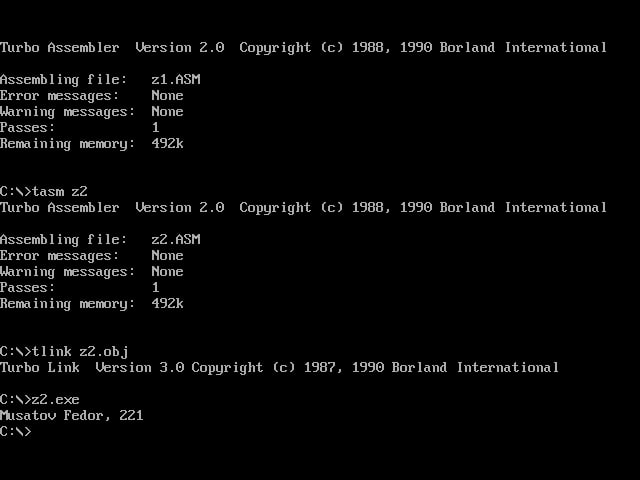 Turbo Assembler  Version 2.0  Copyright (c) 1988, 1990 Borland International
Assembling file:   z1.ASM
Error messages:    None
Warning messages:  None
Passes:            1
Remaining memory:  492k
C:\>tasm z2
Turbo Assembler  Version 2.0  Copyright (c) 1988, 1990 Borland International
Assembling file:   z2.ASM
Error messages:    None
Warning messages:  None
Passes:            1
Remaining memory:  492k
C:\>tlink z2.obj
Turbo Link  Version 3.0 Copyright (c) 1987, 1990 Borland International
C:\>z2.exe
Musatov Fedor, 221
C:\>